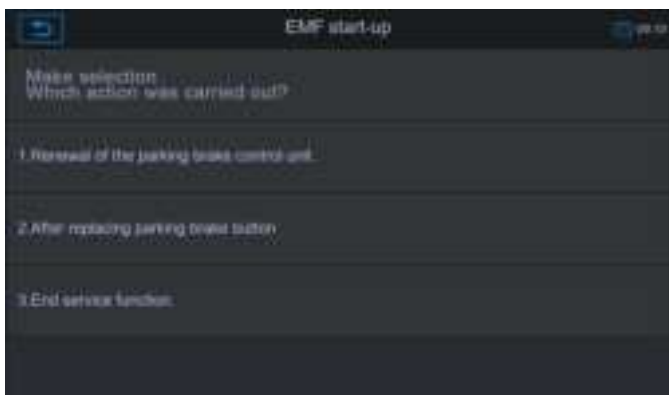 EMF start-up
Make selection
Which action was carried out?
1.Renewal of the parking brake control unit.
2.After replacing parking brake button
3.End service function